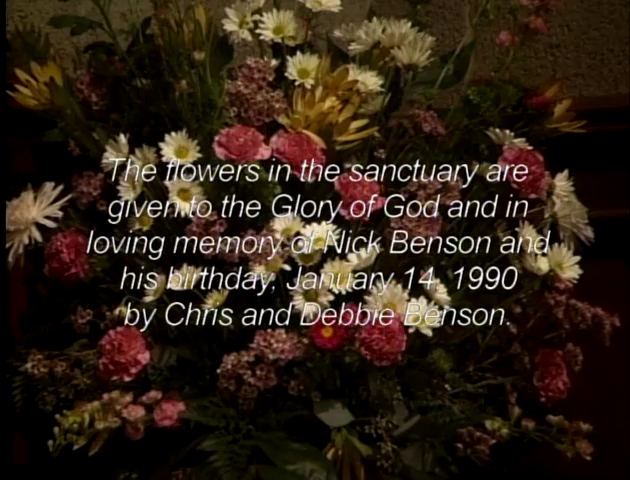 The flowers in the sanctuary are
given to the Glory of God and in
loving memory of Nick Benson and
his birthday, January 14, 1990
by Chris and Debbie Benson.